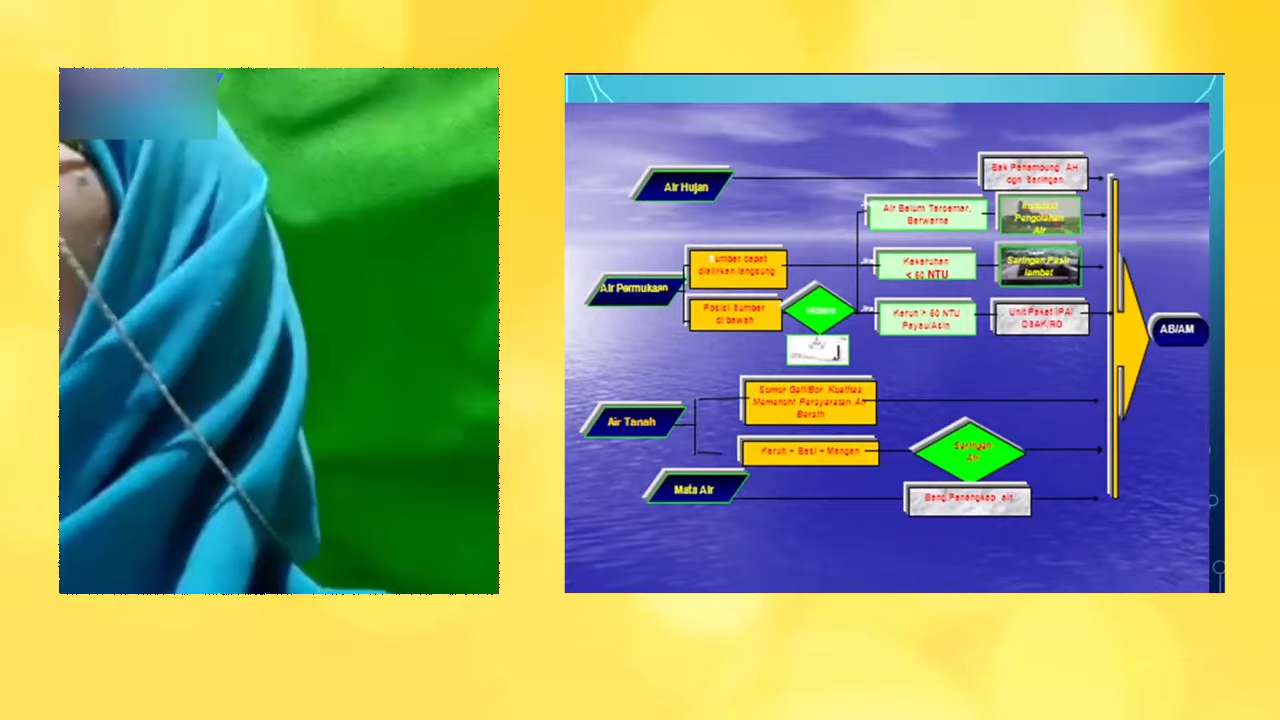 Air Hujan
Bak Penampung AH
dgn Saringan
Air Belum Tercemar,
Berwarna
Instalasi
Pengolahan
Air
Sumber dapat
dialirkan langsung
Kekeruhan
< 50 NTU
Saringan Pasir
lambat
Air Permukaan
Posisi Sumber
di bawah
Hidram
Keruh > 50 NTU
Payau/Asin
Unit Paket IPA/
DSAK/RO
AB/AM
Sumur Gali/Bor Kualitas
Memenuhi Persyaratan Air
Bersih
Air Tanah
Keruh + Besi + Mangan
Saringan
Air
Mata Air
Bang Penangkap air